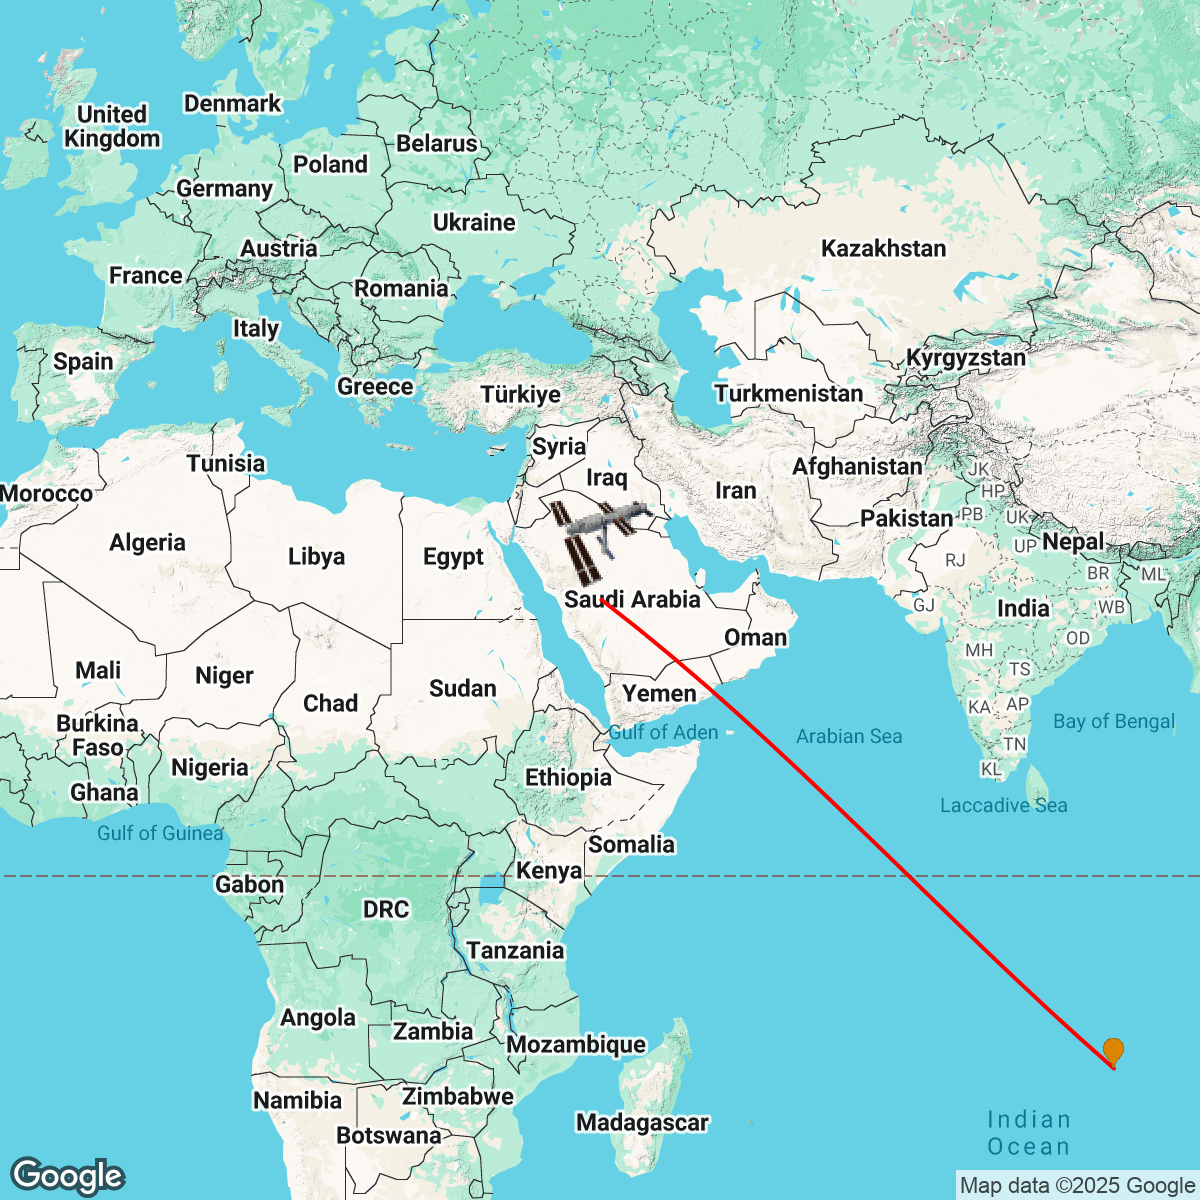 Denmark
United
Kingdom
Belarus
Poland
Germany
Ukraine
Austria
Kazakhstan
France
Romania
Italy
Kyrgyzstan
Spain
Greece
Türkiye
Turkmenistan
Syria
Tunisia
Afghanistan
JK
Iraq
Iran
HP
Morocco
PB
UK
Pakistan
Nepal
Algeria
UP
Libya
Egypt
RJ
BR
ML
Saudi Arabia
GJ
India
WB
Oman
OD
MH
Mali
TS
Niger
Sudan
Yemen
Chad
KA
AP
Burkina
Faso
Bay of Bengal
Gulf of Aden
Arabian Sea
TN
Nigeria
KL
Ethiopia
Ghana
Laccadive Sea
Gulf of Guinea
Somalia
Kenya
Gabon
DRC
Tanzania
Angola
Zambia
Mozambique
Zimbabwe
Namibia
Madagascar
Indian
Ocean
Botswana
Google
Map data ©2025 Google